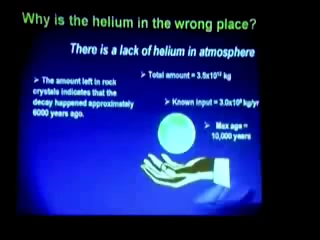 Why is the helium in the wrong place?
There is a lack of helium in atmosphere
➤ The amount left in rock
crystals indicates that the
decay happened approximately
6000 years ago.
➤ Total amount = 3.5x10¹² kg
➤ Known input = 3.0x10⁸ kg/yr
➤ Max age =
10,000 years